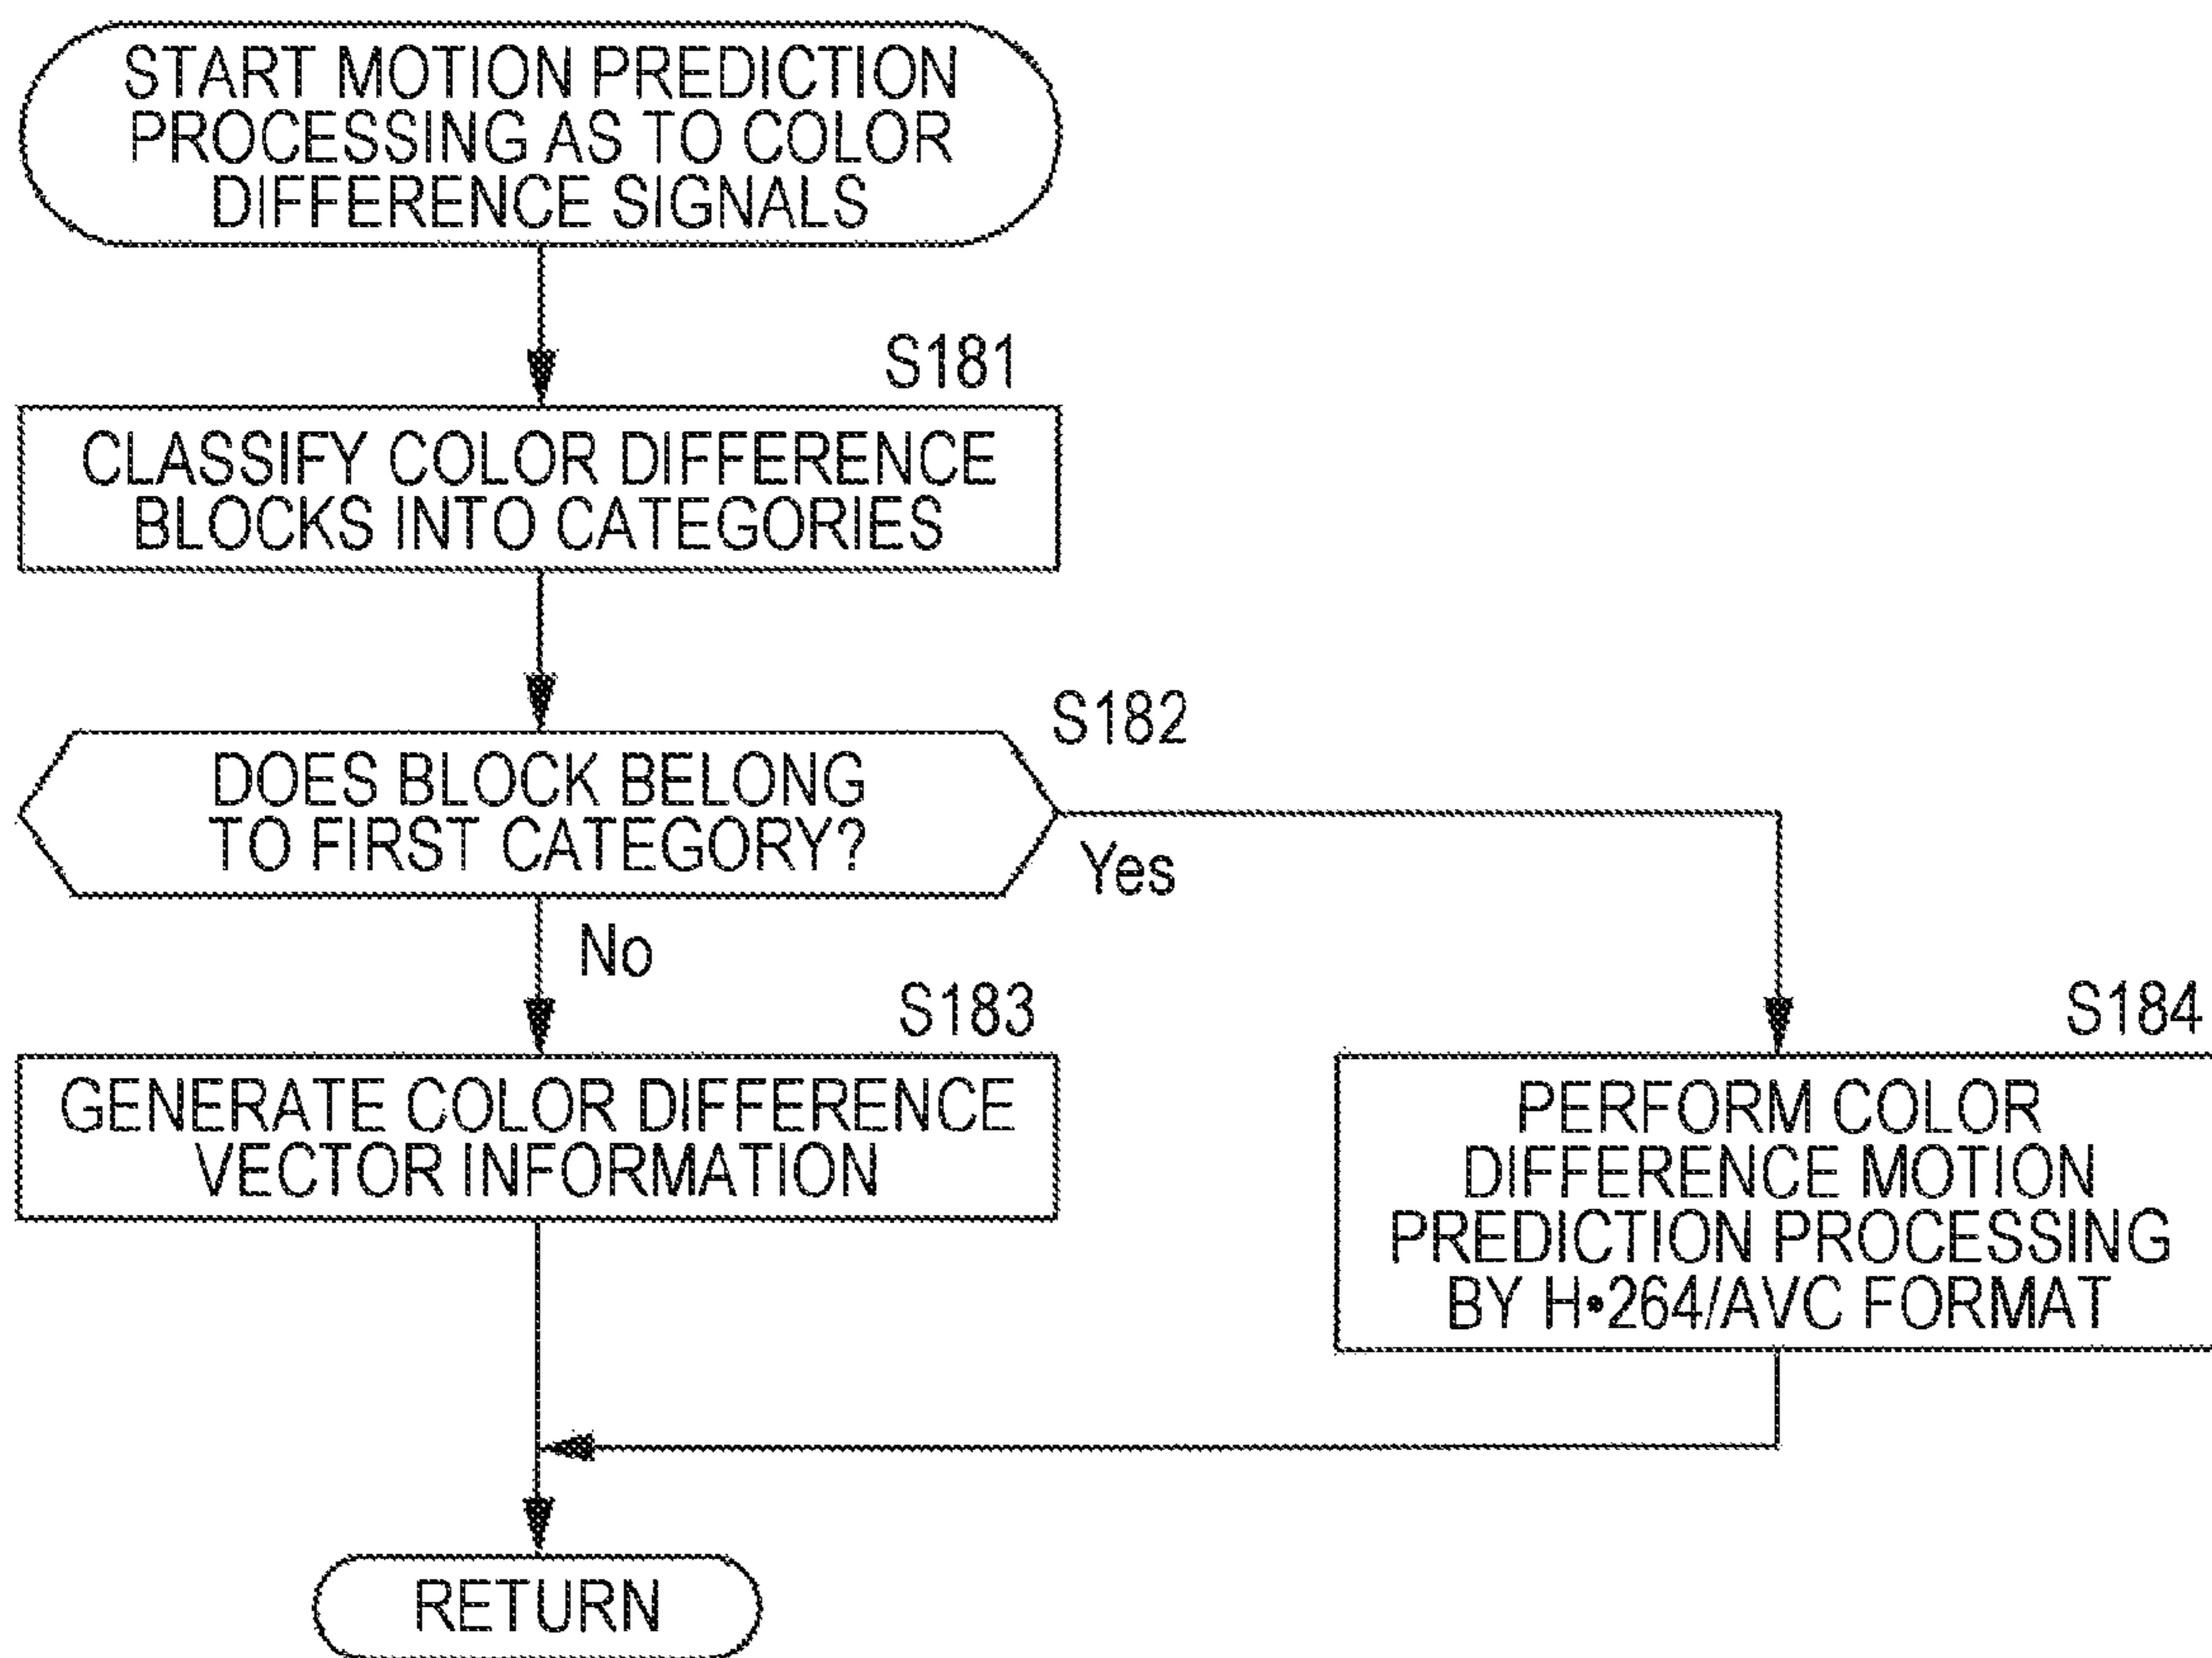 START MOTION PREDICTION
PROCESSING AS TO COLOR
DIFFERENCE SIGNALS
S181
CLASSIFY COLOR DIFFERENCE
BLOCKS INTO CATEGORIES
S182
DOES BLOCK BELONG
TO FIRST CATEGORY?
Yes
No
S183
GENERATE COLOR DIFFERENCE
VECTOR INFORMATION
S184
PERFORM COLOR
DIFFERENCE MOTION
PREDICTION PROCESSING
BY H•264/AVC FORMAT
RETURN